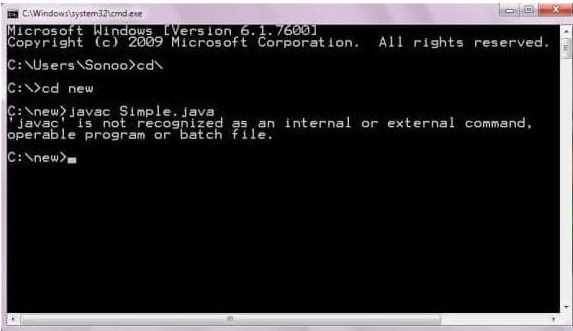 C:\Windows\system32\cmd.exe
Microsoft Windows [Version 6.1.7600]
Copyright (c) 2009 Microsoft Corporation.  All rights reserved.
C:\Users\Sonoo>cd\
C:\>cd new
C:\new>javac Simple.java
'javac' is not recognized as an internal or external command,
operable program or batch file.
C:\new>